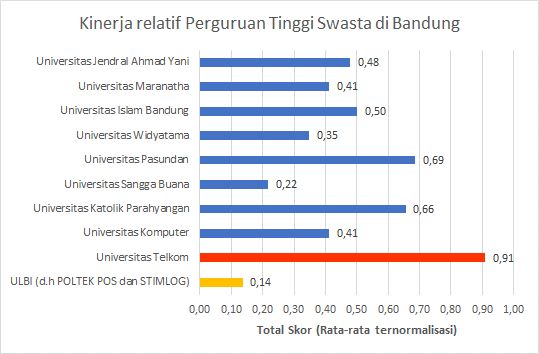 Kinerja relatif Perguruan Tinggi Swasta di Bandung
Universitas Jendral Ahmad Yani 0,48
Universitas Maranatha 0,41
Universitas Islam Bandung 0,50
Universitas Widyatama 0,35
Universitas Pasundan 0,69
Universitas Sangga Buana 0,22
Universitas Katolik Parahyangan 0,66
Universitas Komputer 0,41
Universitas Telkom 0,91
ULBI (d.h POLTEK POS dan STIMLOG) 0,14
0,00 0,10 0,20 0,30 0,40 0,50 0,60 0,70 0,80 0,90 1,00
Total Skor (Rata-rata ternormalisasi)